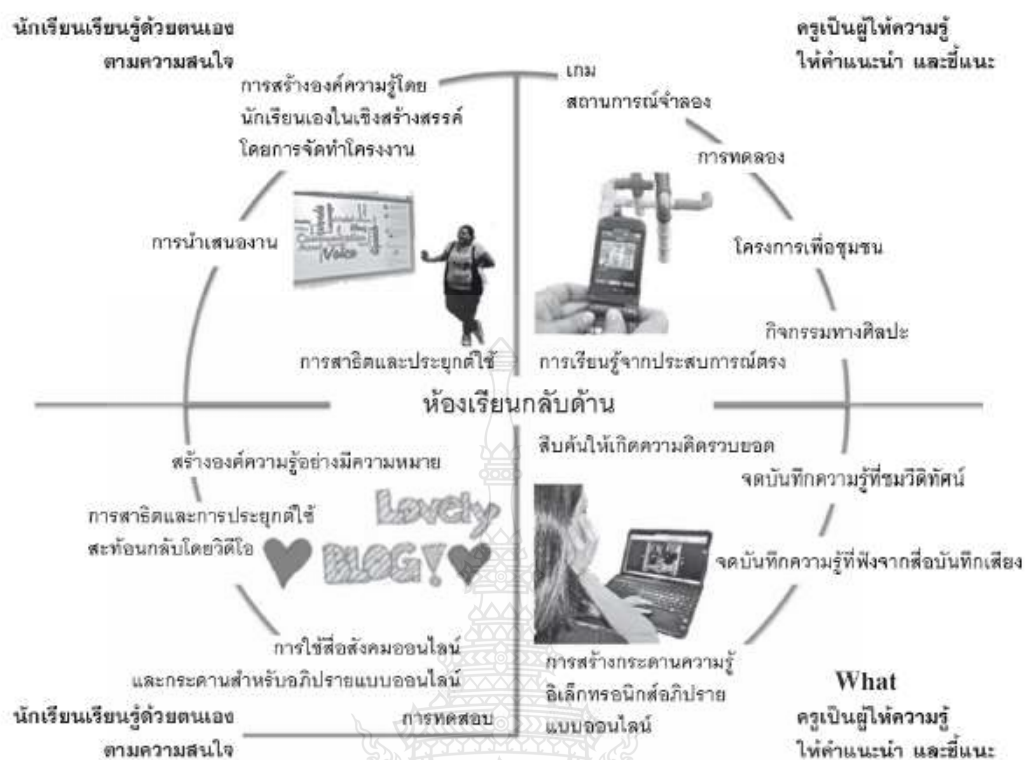 นักเรียนเรียนรู้ด้วยตนเอง
ตามความสนใจ
ครูเป็นผู้ให้ความรู้
ให้คำแนะนำ และชี้แนะ
การสร้างองค์ความรู้โดย
นักเรียนเองในเชิงสร้างสรรค์
โดยการจัดทำโครงงาน
เกม
สถานการณ์จำลอง
การทดลอง
การนำเสนองาน
Voice
โครงการเพื่อชุมชน
กิจกรรมทางศิลปะ
การสาธิตและประยุกต์ใช้
การเรียนรู้จากประสบการณ์ตรง
ห้องเรียนกลับด้าน
สืบค้นให้เกิดความคิดรวบยอด
สร้างองค์ความรู้อย่างมีความหมาย
จดบันทึกความรู้ที่ชมวีดิทัศน์
การสาธิตและการประยุกต์ใช้
สะท้อนกลับโดยวิดีโอ
Lovely
BLOG!
จดบันทึกความรู้ที่ฟังจากสื่อบันทึกเสียง
การใช้สื่อสังคมออนไลน์
และกระดานสำหรับอภิปรายแบบออนไลน์
การทดสอบ
การสร้างกระดานความรู้
อิเล็กทรอนิกส์อภิปราย
แบบออนไลน์
What
นักเรียนเรียนรู้ด้วยตนเอง
ตามความสนใจ
ครูเป็นผู้ให้ความรู้
ให้คำแนะนำ และชี้แนะ